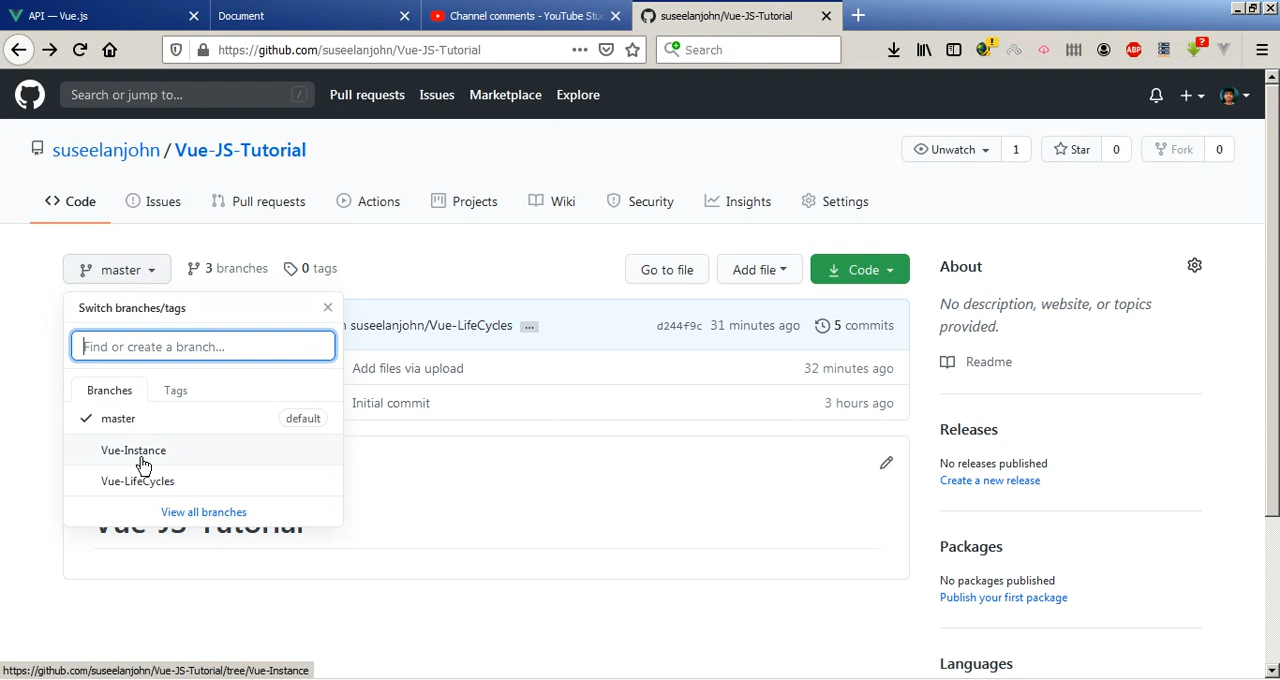 API — Vue.js
Document
Channel comments - YouTube Stu
suseelanjohn/Vue-JS-Tutorial
https://github.com/suseelanjohn/Vue-JS-Tutorial
Search
ABP
?
Search or jump to...
/
Pull requests
Issues
Marketplace
Explore
suseelanjohn / Vue-JS-Tutorial
Unwatch 1
Star 0
Fork 0
Code
Issues
Pull requests
Actions
Projects
Wiki
Security
Insights
Settings
master
3 branches
0 tags
Go to file
Add file
Code
Switch branches/tags
Find or create a branch...
Branches
Tags
master default
Vue-Instance
Vue-LifeCycles
View all branches
suseelanjohn/Vue-LifeCycles ...
d244f9c 31 minutes ago 5 commits
Add files via upload 32 minutes ago
Initial commit 3 hours ago
Vue-JS-Tutorial
About
No description, website, or topics
provided.
Readme
Releases
No releases published
Create a new release
Packages
No packages published
Publish your first package
Languages
https://github.com/suseelanjohn/Vue-JS-Tutorial/tree/Vue-Instance